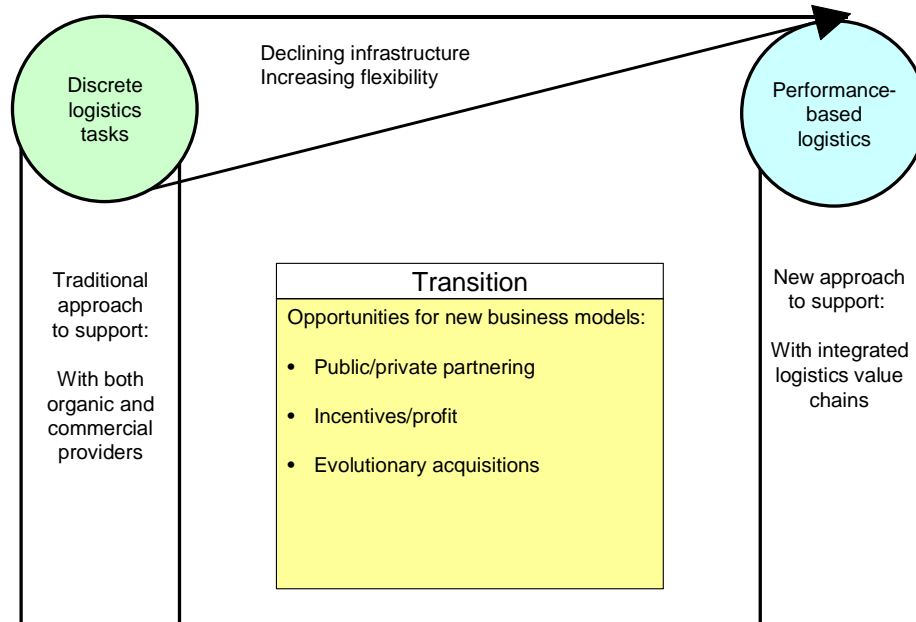 Declining infrastructure
Increasing flexibility
Discrete
logistics
tasks
Performance-
based
logistics
Traditional
approach
to support:
With both
organic and
commercial
providers
Transition
Opportunities for new business models:
• Public/private partnering
• Incentives/profit
• Evolutionary acquisitions
New approach
to support:
With integrated
logistics value
chains